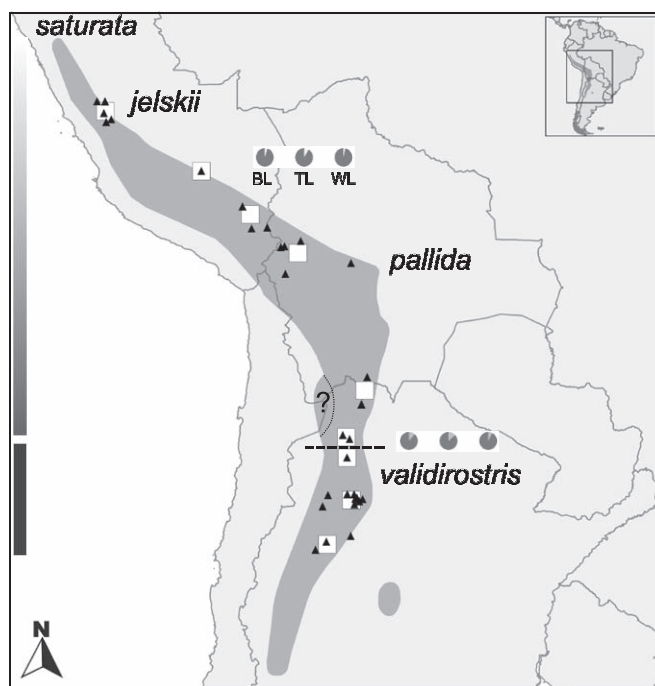 saturata
jelskii
BL TL WL
pallida
?
validirostris
N